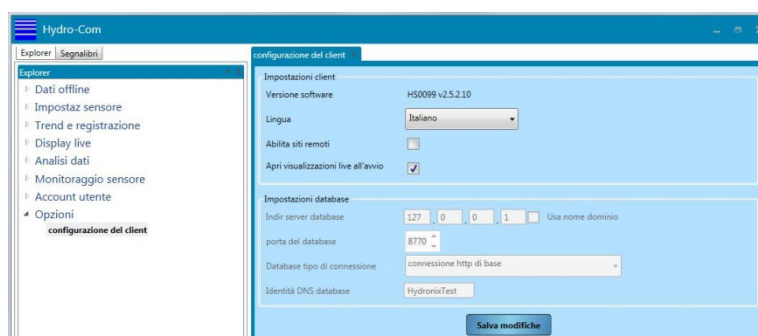 Hydro-Com
Explorer Segnalibri
Explorer
Dati offline
Impostaz sensore
Trend e registrazione
Display live
Analisi dati
Monitoraggio sensore
Account utente
Opzioni
configurazione del client
configurazione del client
Impostazioni client
Versione software HS0099 v2.5.2.10
Lingua Italiano
Abilita siti remoti
Apri visualizzazioni live all'avvio
Impostazioni database
Indir server database 127 . 0 . 0 . 1 Usa nome dominio
porta del database 8770
Database tipo di connessione connessione http di base
Identità DNS database HydronixTest
Salva modifiche